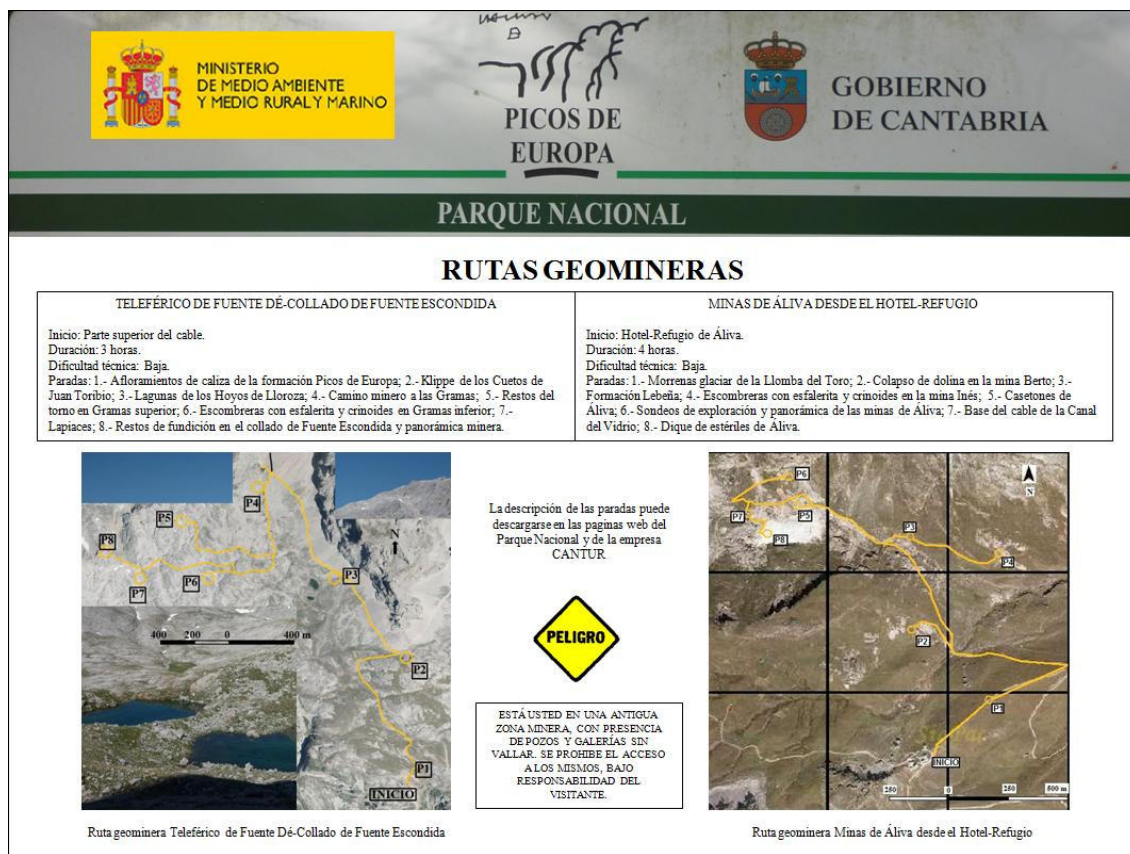 MINISTERIO
DE MEDIO AMBIENTE
Y MEDIO RURAL Y MARINO
PICOS DE
EUROPA
GOBIERNO
DE CANTABRIA
PARQUE NACIONAL
RUTAS GEOMINERAS
TELEFÉRICO DE FUENTE DÉ-COLLADO DE FUENTE ESCONDIDA
Inicio: Parte superior del cable.
Duración: 3 horas.
Dificultad técnica: Baja.
Paradas: 1.- Afloramientos de caliza de la formación Picos de Europa; 2.- Klippe de los Cuetos de
Juan Toribio; 3.- Lagunas de los Hoyos de Lloroza; 4.- Camino minero a las Gramas; 5.- Restos del
torno en Gramas superior; 6.- Escombreras con esfalerita y crinoides en Gramas inferior; 7.-
Lapiaces; 8.- Restos de fundición en el collado de Fuente Escondida y panorámica minera.
MINAS DE ÁLIVA DESDE EL HOTEL-REFUGIO
Inicio: Hotel-Refugio de Áliva.
Duración: 4 horas.
Dificultad técnica: Baja.
Paradas: 1.- Morrenas glaciar de la Llomba del Toro; 2.- Colapso de dolina en la mina Berto; 3.-
Formación Lebeña; 4.- Escombreras con esfalerita y crinoides en la mina Inés; 5.- Casetones de
Áliva; 6.- Sondeos de exploración y panorámica de las minas de Áliva; 7.- Base del cable de la Canal
del Vidrio; 8.- Dique de estériles de Áliva.
P4
P5
P8
N
P3
P6
P7
400 200 0 400 m
P2
P1
INICIO
La descripción de las paradas puede
descargarse en las paginas web del
Parque Nacional y de la empresa
CANTUR
PELIGRO
ESTÁ USTED EN UNA ANTIGUA
ZONA MINERA, CON PRESENCIA
DE POZOS Y GALERÍAS SIN
VALLAR. SE PROHIBE EL ACCESO
A LOS MISMOS, BAJO
RESPONSABILIDAD DEL
VISITANTE.
P6
N
P5
P7
P3
P8
P4
P2
P1
INICIO
250 0 250 500 m
Ruta geominera Teleférico de Fuente Dé-Collado de Fuente Escondida
Ruta geominera Minas de Áliva desde el Hotel-Refugio